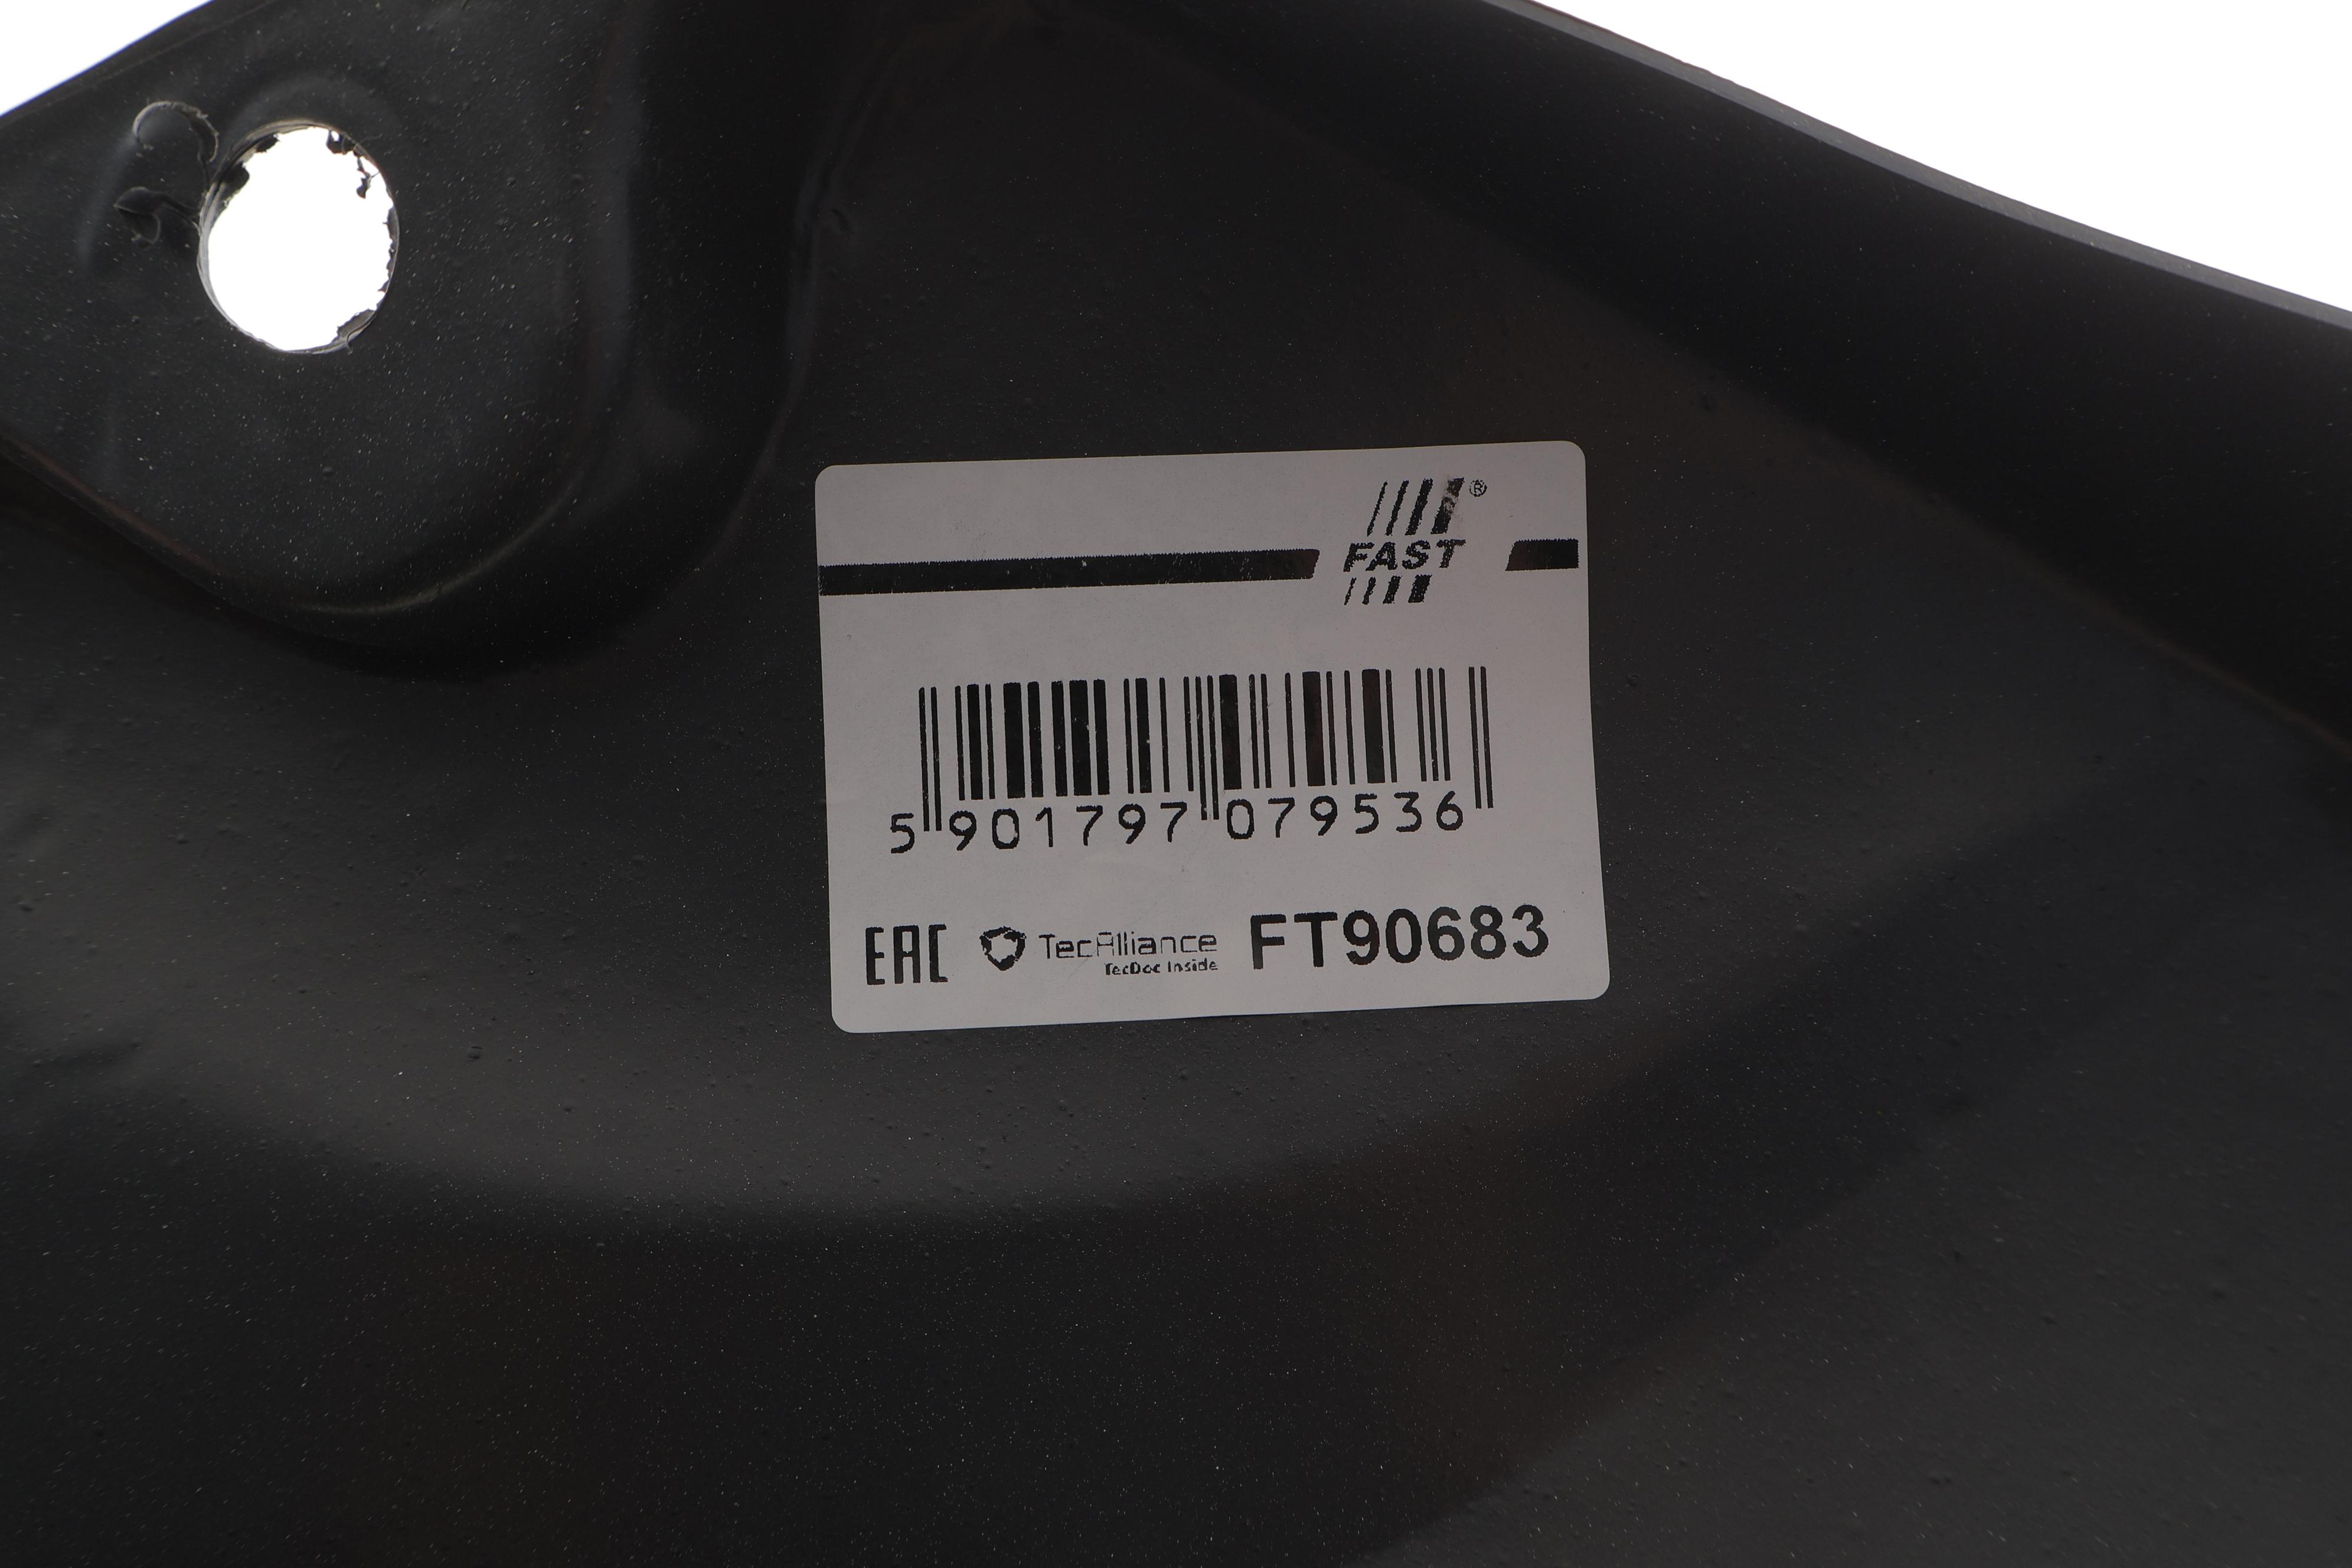 ®
FAST
5 901797 079536
EAC TecAlliance FT90683
TecDoc Inside